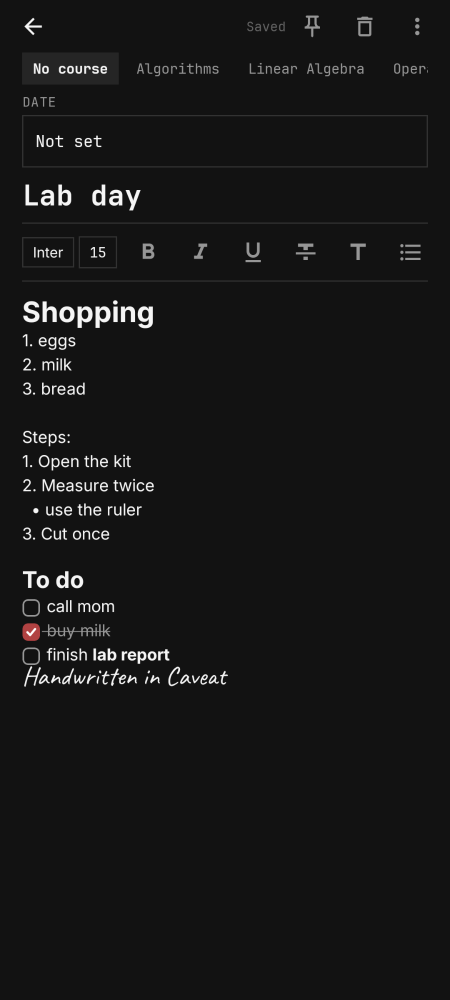 Saved
No course Algorithms Linear Algebra Oper
DATE
Not set
Lab day
Inter 15 B I U S T
Shopping
1. eggs
2. milk
3. bread
Steps:
1. Open the kit
2. Measure twice
• use the ruler
3. Cut once
To do
call mom
buy milk
finish lab report
Handwritten in Caveat